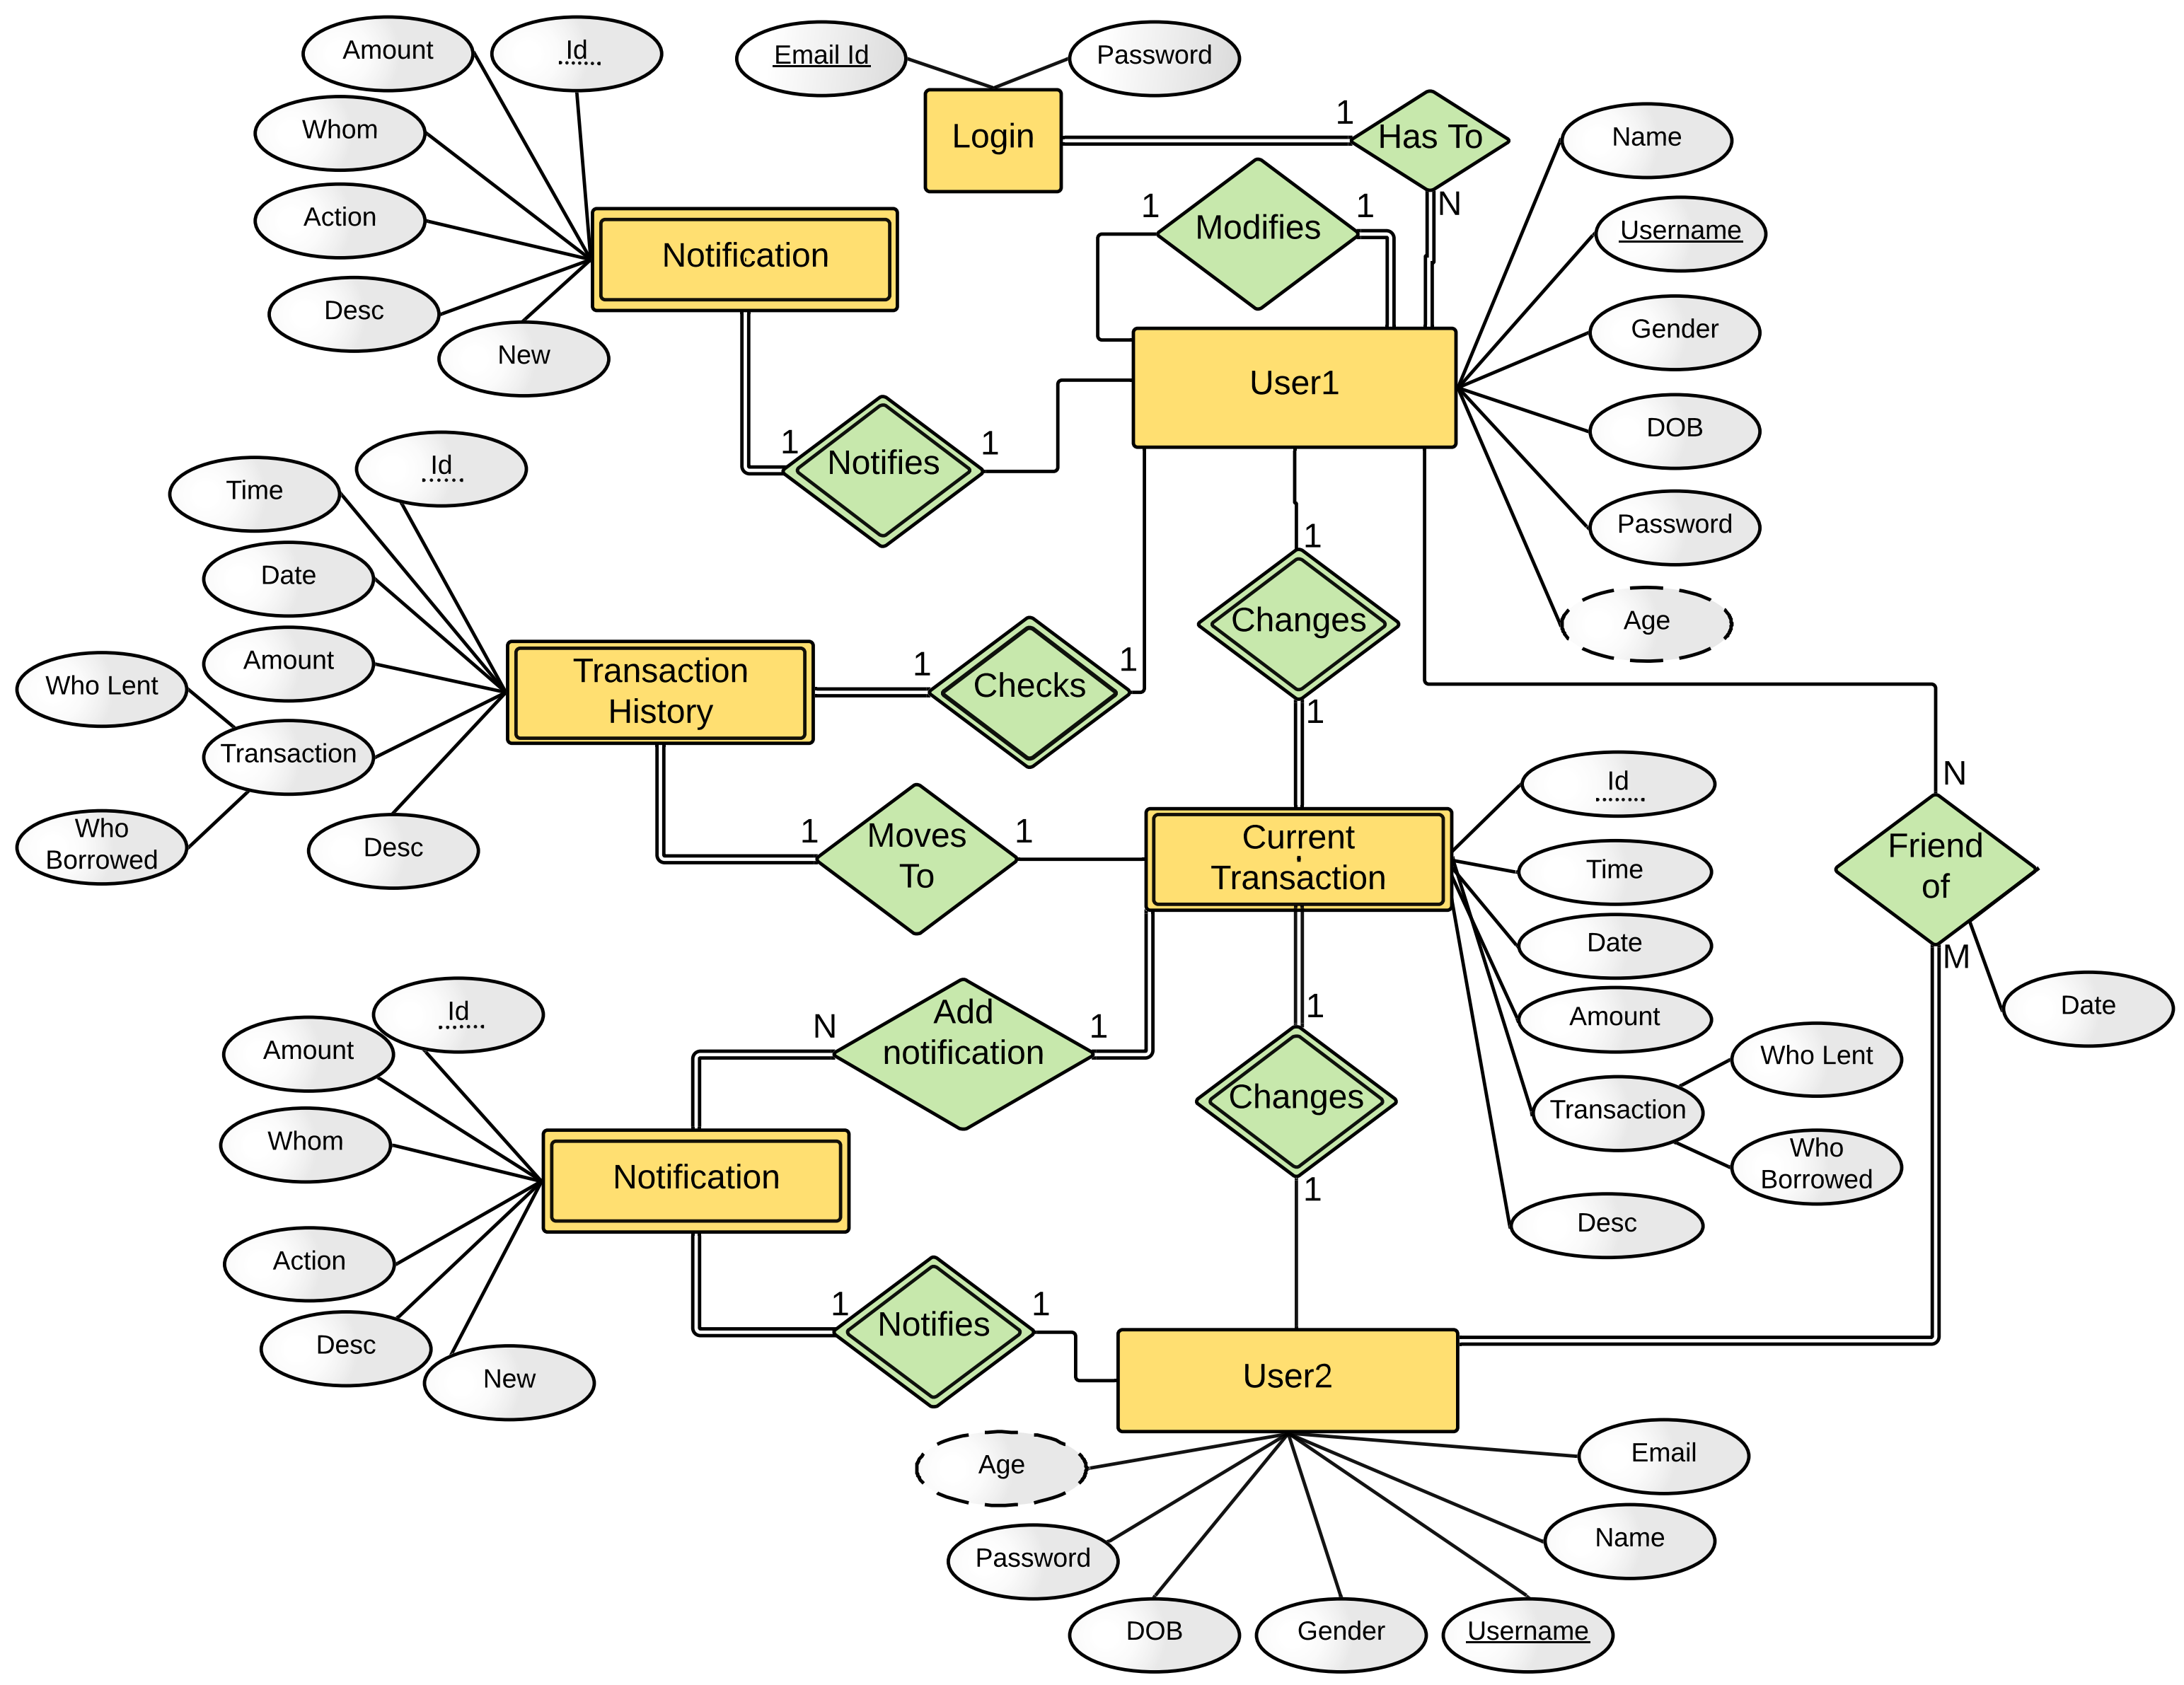 Amount
Id
Email Id
Password
Whom
Login
1
Has To
Name
Action
Notification
1
Modifies
1
N
Username
Desc
New
User1
Gender
DOB
1
Notifies
1
Id
Time
Password
Date
1
Changes
Age
Amount
Who Lent
Transaction
History
1
Checks
1
1
Transaction
Who
Borrowed
Desc
1
Moves
To
1
Current
Transaction
Id
Time
Date
Amount
Transaction
Who Lent
Who
Borrowed
Desc
N
Friend
of
M
Date
Id
Amount
Whom
Action
Desc
New
N
Add
notification
1
Notification
1
Changes
1
1
Notifies
1
User2
Age
Password
DOB
Gender
Username
Name
Email